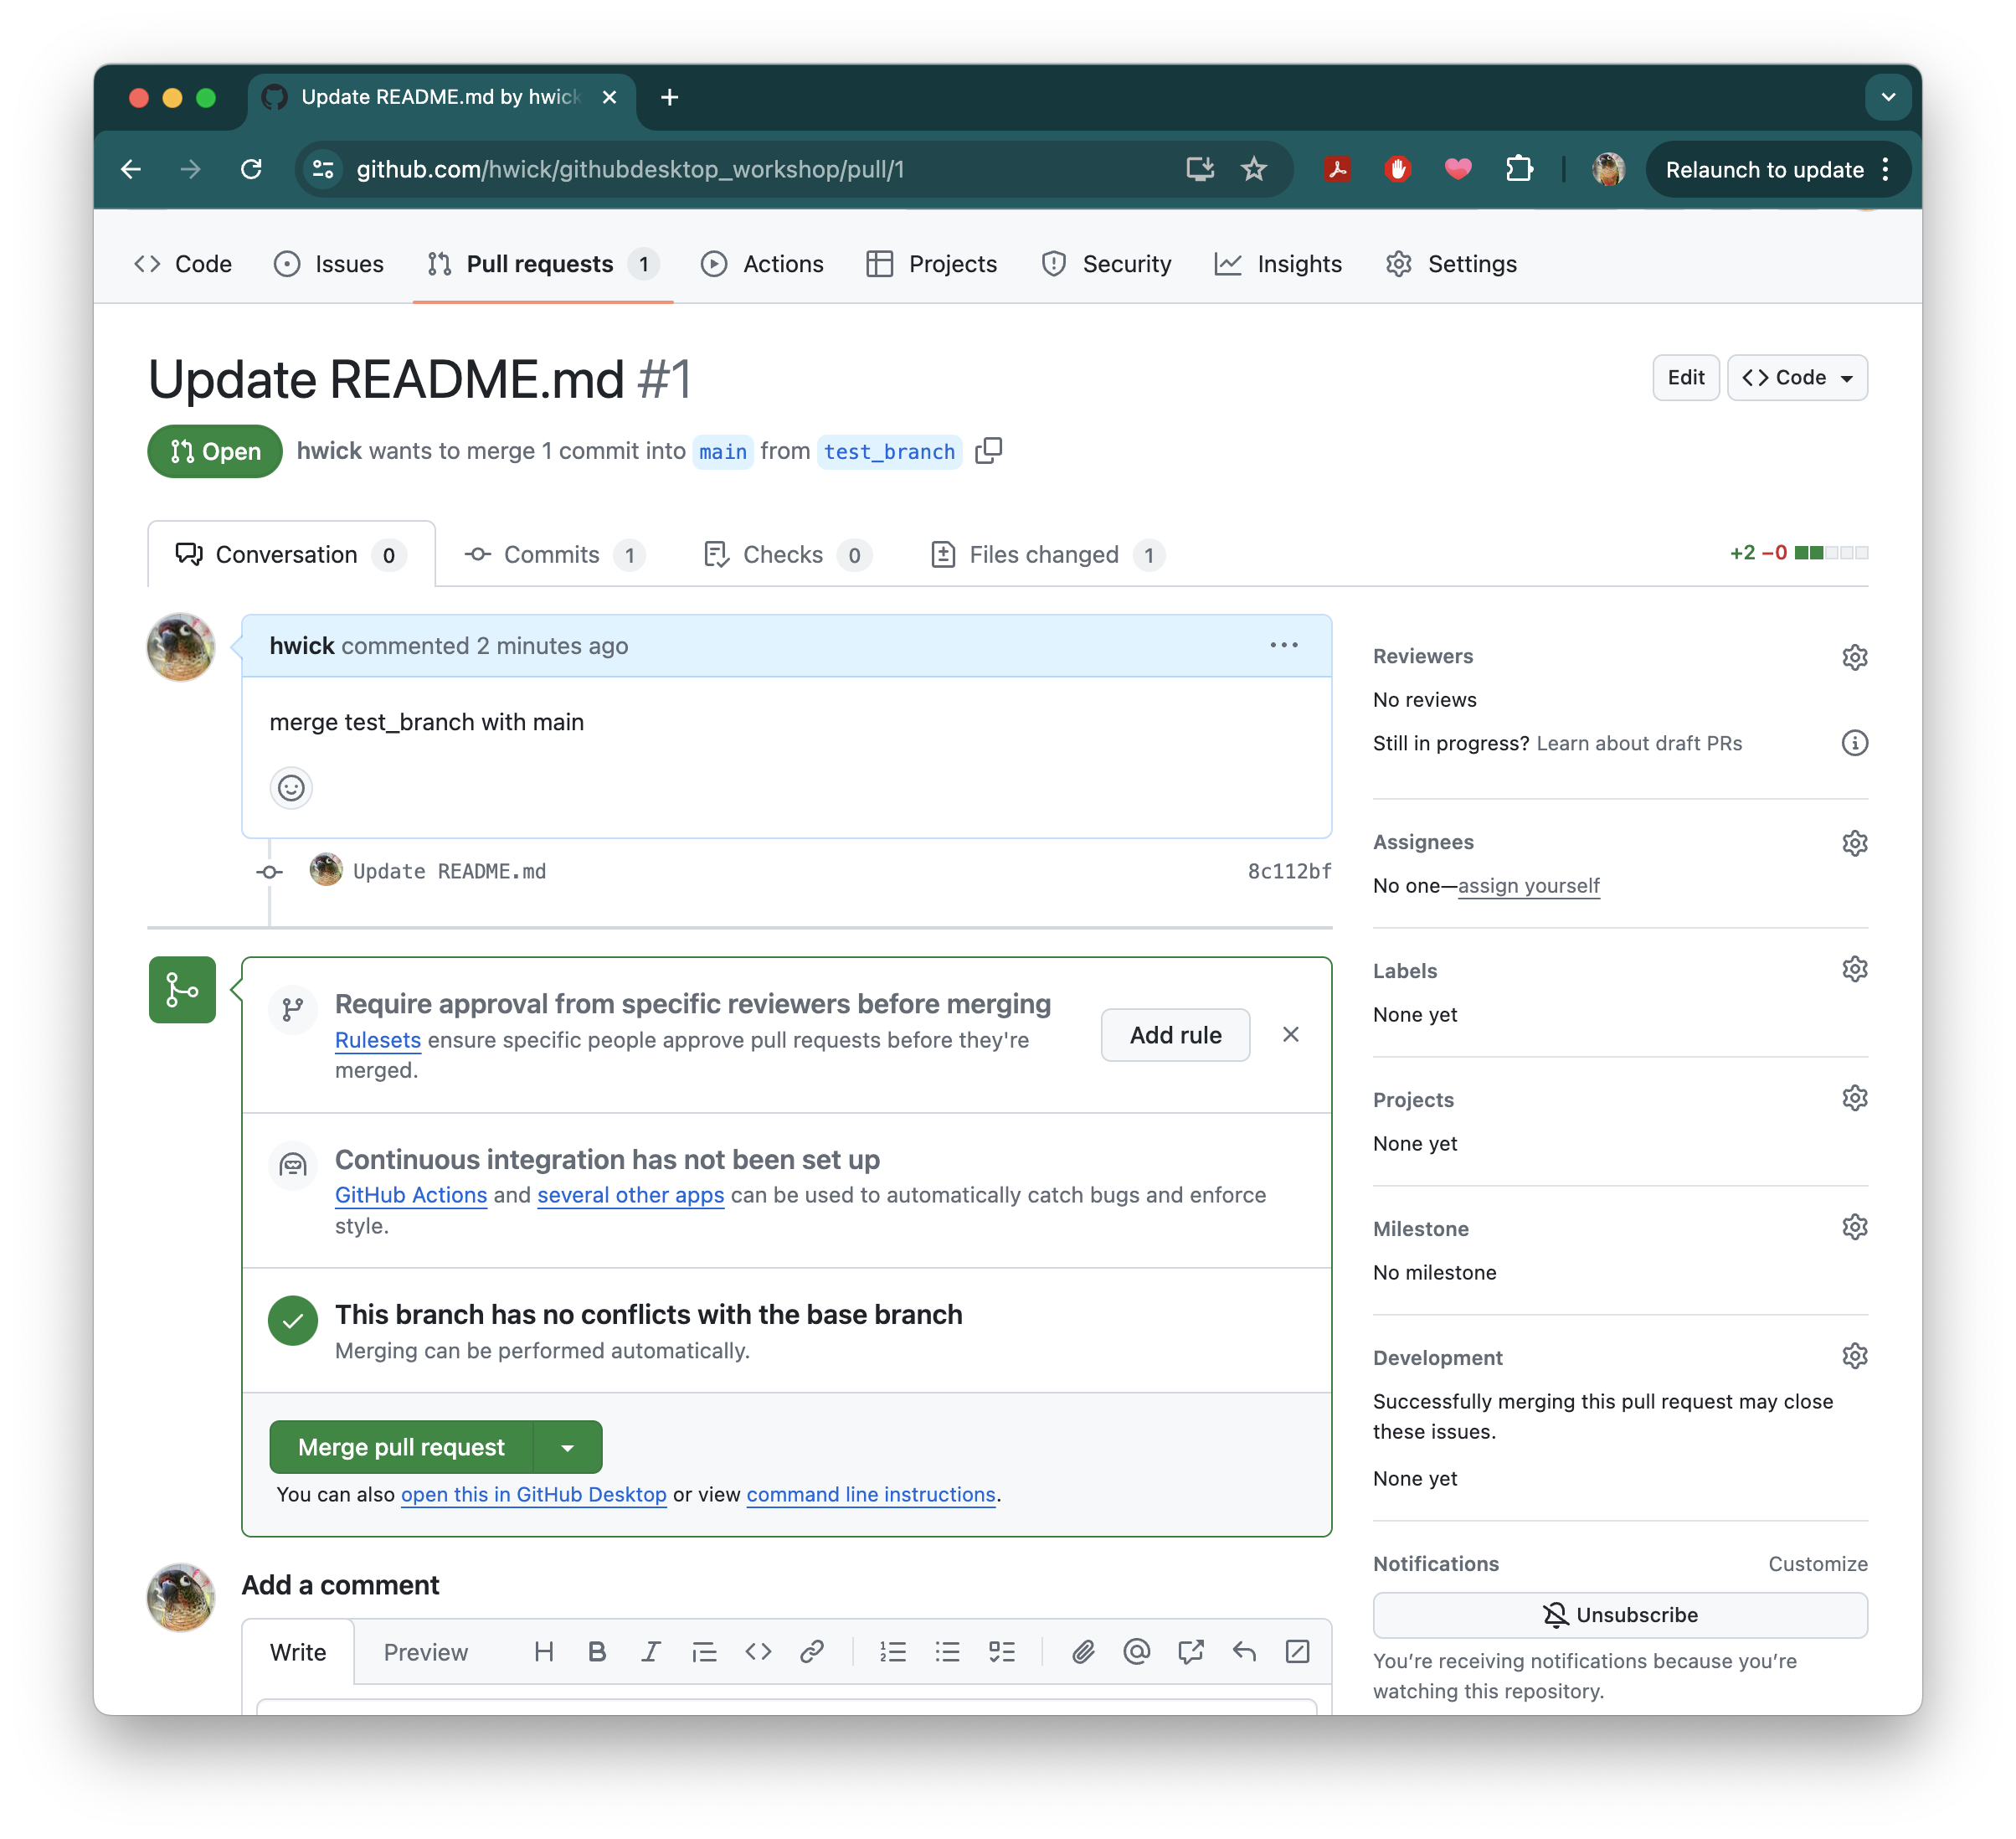 Update README.md by hwick
github.com/hwick/githubdesktop_workshop/pull/1
Relaunch to update
Code
Issues
Pull requests 1
Actions
Projects
Security
Insights
Settings
Update README.md #1
Edit
Code
Open
hwick wants to merge 1 commit into main from test_branch
Conversation 0
Commits 1
Checks 0
Files changed 1
+2 −0
hwick commented 2 minutes ago
merge test_branch with main
Update README.md
8c112bf
Require approval from specific reviewers before merging
Rulesets ensure specific people approve pull requests before they're
merged.
Add rule
Continuous integration has not been set up
GitHub Actions and several other apps can be used to automatically catch bugs and enforce
style.
This branch has no conflicts with the base branch
Merging can be performed automatically.
Merge pull request
You can also open this in GitHub Desktop or view command line instructions.
Add a comment
Write
Preview
Reviewers
No reviews
Still in progress? Learn about draft PRs
Assignees
No one—assign yourself
Labels
None yet
Projects
None yet
Milestone
No milestone
Development
Successfully merging this pull request may close
these issues.
None yet
Notifications
Customize
Unsubscribe
You're receiving notifications because you're
watching this repository.